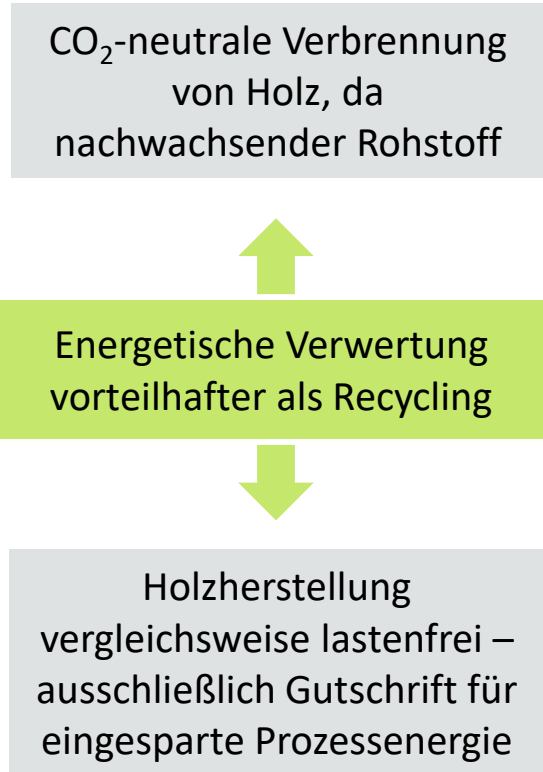 CO₂-neutrale Verbrennung
von Holz, da
nachwachsender Rohstoff
Energetische Verwertung
vorteilhafter als Recycling
Holzherstellung
vergleichsweise lastenfrei –
ausschließlich Gutschrift für
eingesparte Prozessenergie